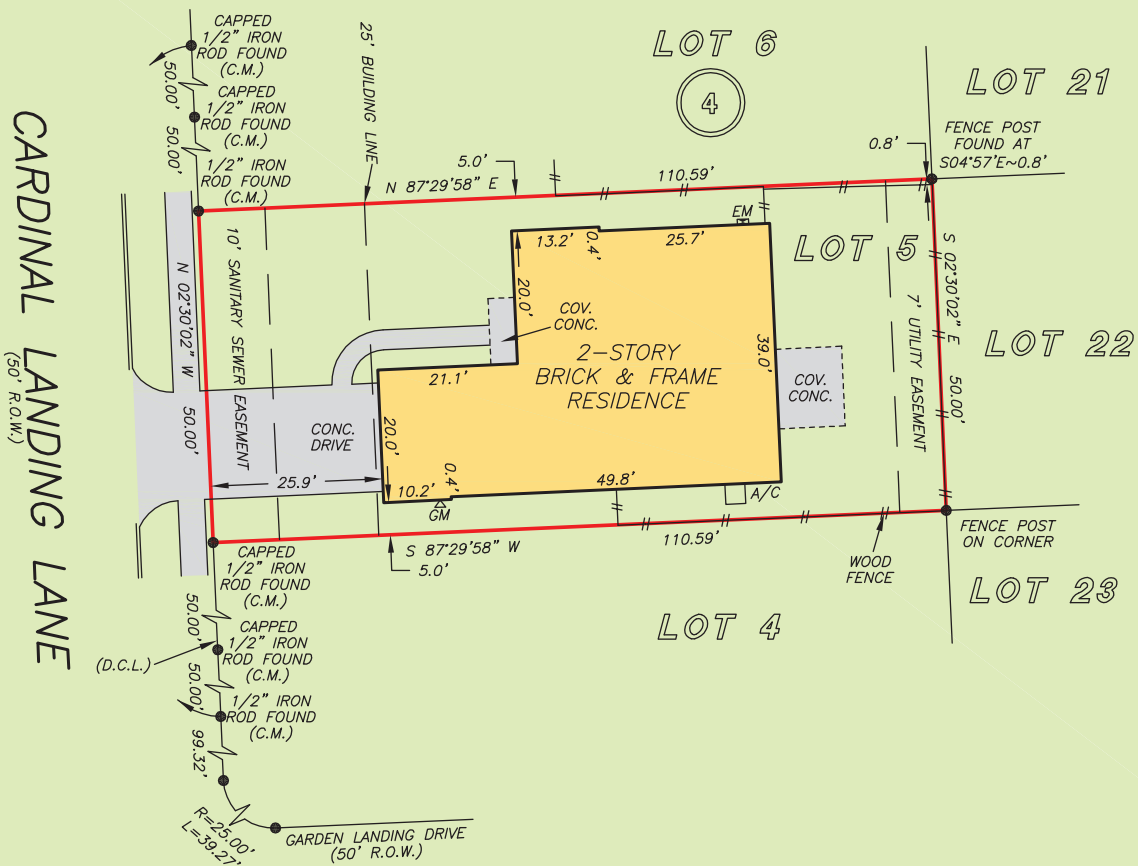 CAPPED
1/2" IRON
ROD FOUND
(C.M.)
50.00'
CAPPED
1/2" IRON
ROD FOUND
(C.M.)
50.00'
1/2" IRON
ROD FOUND
(C.M.)
25' BUILDING LINE
LOT 6
4
LOT 21
FENCE POST
FOUND AT
S04°57'E~0.8'
0.8'
5.0'
N 87°29'58" E
110.59'
CARDINAL LANDING LANE
(50' R.O.W.)
N 02°30'02" W
50.00'
10' SANITARY SEWER
EASEMENT
EM
13.2'
0.4'
25.7'
LOT 5
S 02°30'02" E
50.00'
7' UTILITY EASEMENT
LOT 22
20.0'
COV.
CONC.
2-STORY
BRICK & FRAME
RESIDENCE
39.0'
COV.
CONC.
21.1'
CONC.
DRIVE
20.0'
25.9'
10.2'
0.4'
49.8'
GM
A/C
S 87°29'58" W
5.0'
110.59'
WOOD
FENCE
FENCE POST
ON CORNER
LOT 23
LOT 4
CAPPED
1/2" IRON
ROD FOUND
(C.M.)
50.00'
CAPPED
1/2" IRON
ROD FOUND
(C.M.)
(D.C.L.)
50.00'
1/2" IRON
ROD FOUND
(C.M.)
99.32'
R=25.00'
L=39.27'
GARDEN LANDING DRIVE
(50' R.O.W.)